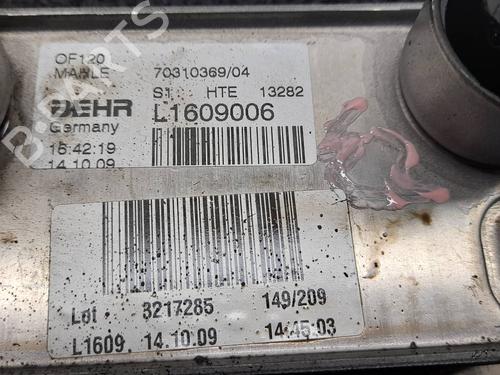 OF120
MAHLE 70310369/04
S1 HTE 13282
BEHR L1609006
Germany
15:42:19
14.10.09
Lot 3217285 149/209
L1609 14.10.09 14:45:03
B-PARTS